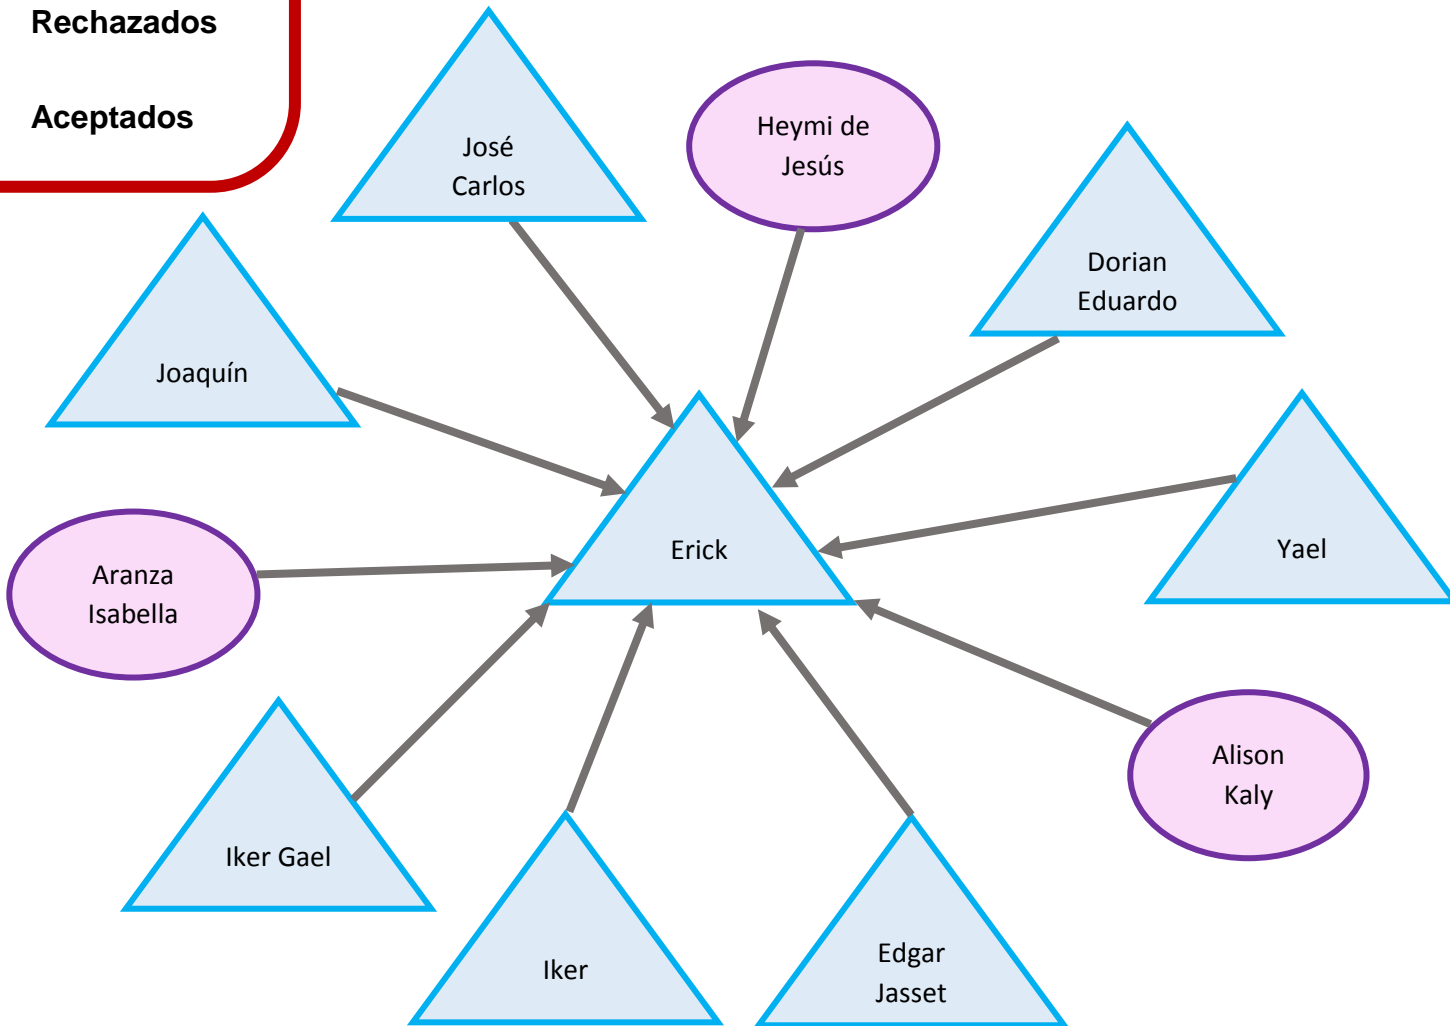 Rechazados
Aceptados
José
Carlos
Heymi de
Jesús
Dorian
Eduardo
Joaquín
Erick
Yael
Aranza
Isabella
Alison
Kaly
Iker Gael
Iker
Edgar
Jasset